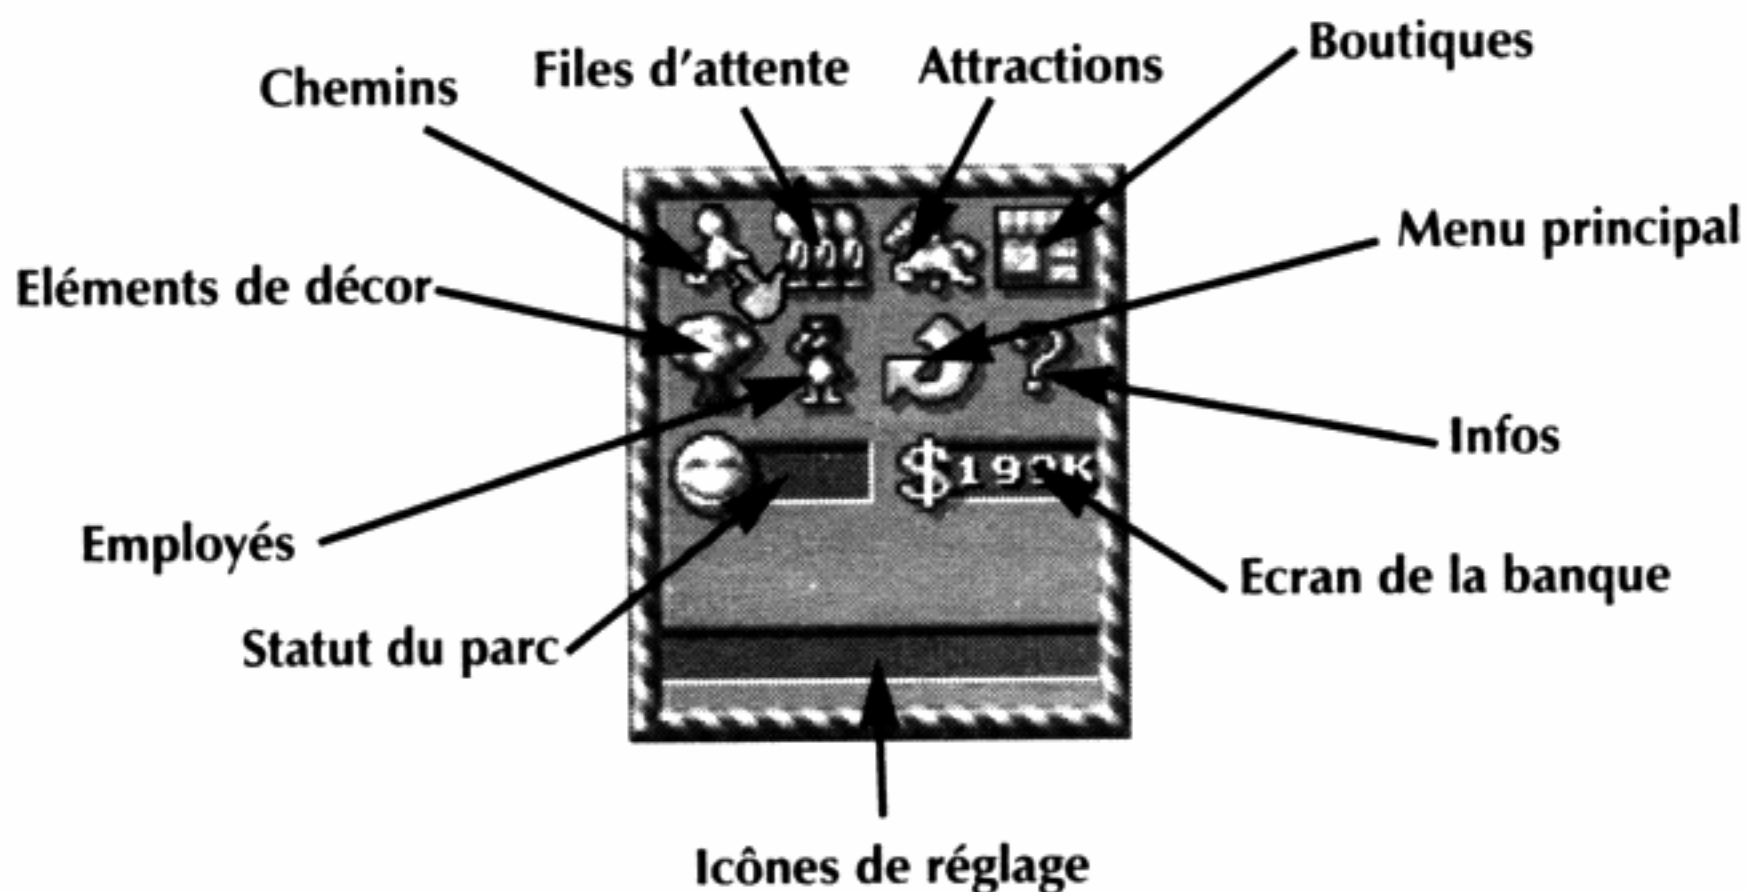 Boutiques
Files d'attente
Attractions
Chemins
Menu principal
Eléments de décor
Infos
Employés
Ecran de la banque
Statut du parc
Icônes de réglage